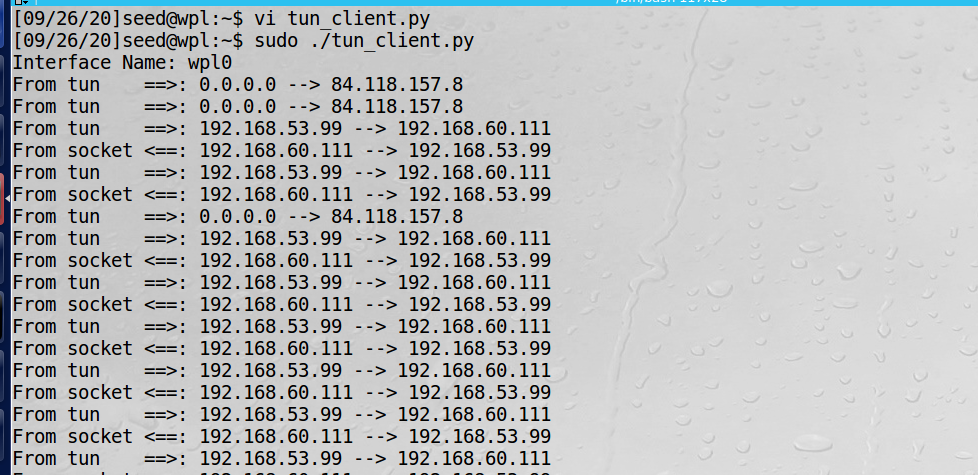 [09/26/20]seed@wpl:~$ vi tun_client.py
[09/26/20]seed@wpl:~$ sudo ./tun_client.py
Interface Name: wpl0
From tun    ==>: 0.0.0.0 --> 84.118.157.8
From tun    ==>: 0.0.0.0 --> 84.118.157.8
From tun    ==>: 192.168.53.99 --> 192.168.60.111
From socket <==: 192.168.60.111 --> 192.168.53.99
From tun    ==>: 192.168.53.99 --> 192.168.60.111
From socket <==: 192.168.60.111 --> 192.168.53.99
From tun    ==>: 0.0.0.0 --> 84.118.157.8
From tun    ==>: 192.168.53.99 --> 192.168.60.111
From socket <==: 192.168.60.111 --> 192.168.53.99
From tun    ==>: 192.168.53.99 --> 192.168.60.111
From socket <==: 192.168.60.111 --> 192.168.53.99
From tun    ==>: 192.168.53.99 --> 192.168.60.111
From socket <==: 192.168.60.111 --> 192.168.53.99
From tun    ==>: 192.168.53.99 --> 192.168.60.111
From socket <==: 192.168.60.111 --> 192.168.53.99
From tun    ==>: 192.168.53.99 --> 192.168.60.111
From socket <==: 192.168.60.111 --> 192.168.53.99
From tun    ==>: 192.168.53.99 --> 192.168.60.111